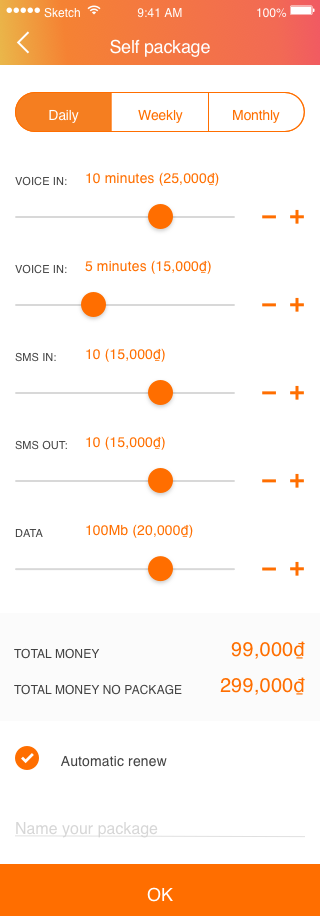 Sketch 9:41 AM 100%
Self package
Daily Weekly Monthly
VOICE IN: 10 minutes (25,000₫)
VOICE IN: 5 minutes (15,000₫)
SMS IN: 10 (15,000₫)
SMS OUT: 10 (15,000₫)
DATA 100Mb (20,000₫)
TOTAL MONEY 99,000₫
TOTAL MONEY NO PACKAGE 299,000₫
Automatic renew
Name your package
OK